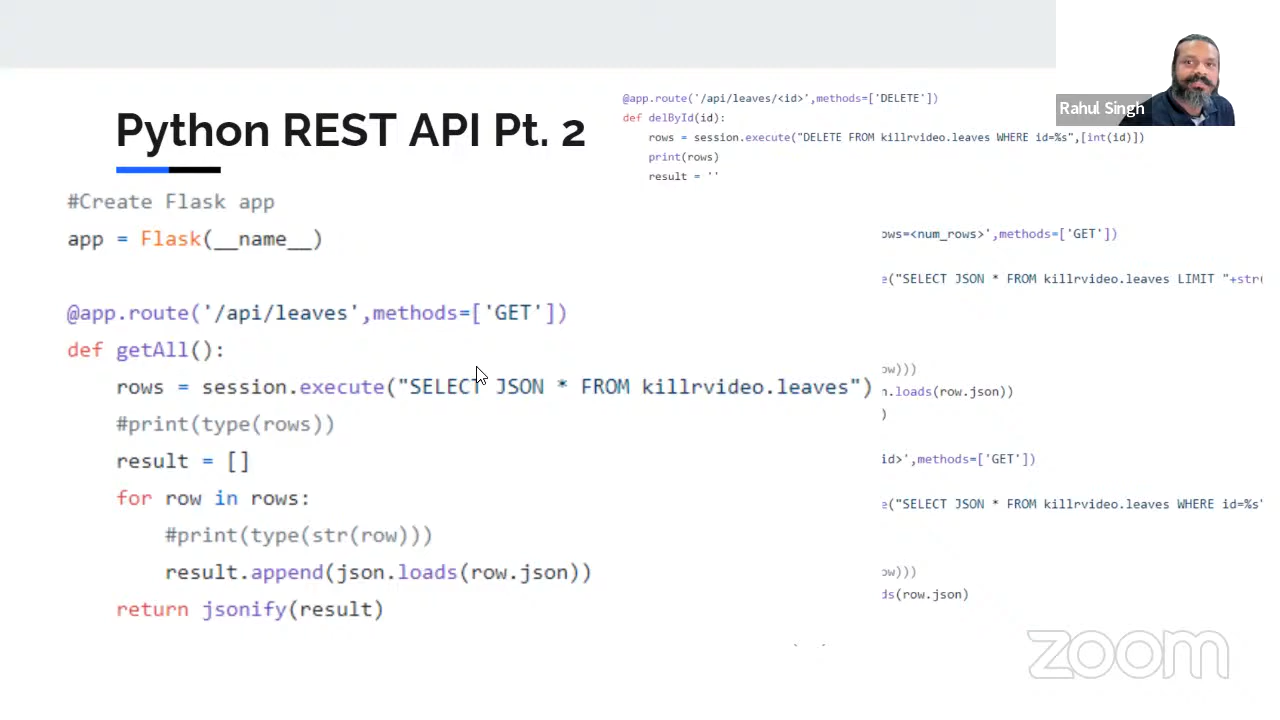 Python REST API Pt. 2
#Create Flask app
app = Flask(__name__)
@app.route('/api/leaves',methods=['GET'])
def getAll():
    rows = session.execute("SELECT JSON * FROM killrvideo.leaves")
    #print(type(rows))
    result = []
    for row in rows:
        #print(type(str(row)))
        result.append(json.loads(row.json))
    return jsonify(result)
@app.route('/api/leaves/<id>',methods=['DELETE'])
def delById(id):
    rows = session.execute("DELETE FROM killrvideo.leaves WHERE id=%s",[int(id)])
    print(rows)
    result = ''
ows=<num_rows>',methods=['GET'])
e("SELECT JSON * FROM killrvideo.leaves LIMIT "+str(
ow)))
n.loads(row.json))
)
id>',methods=['GET'])
e("SELECT JSON * FROM killrvideo.leaves WHERE id=%s"
ow)))
ds(row.json)
Rahul Singh
zoom